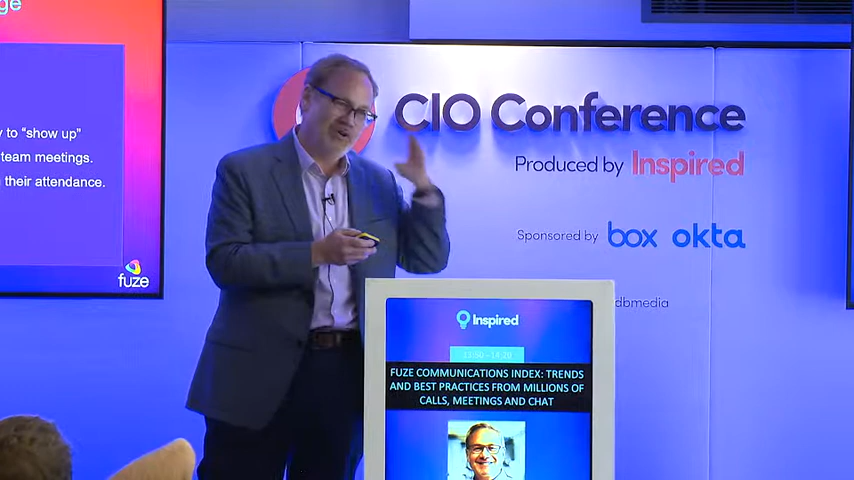 ge
y to “show up”
team meetings.
their attendance.
fuze
CIO Conference
Produced by Inspired
Sponsored by box okta
dbmedia
Inspired
FUZE COMMUNICATIONS INDEX: TRENDS
AND BEST PRACTICES FROM MILLIONS OF
CALLS, MEETINGS AND CHAT